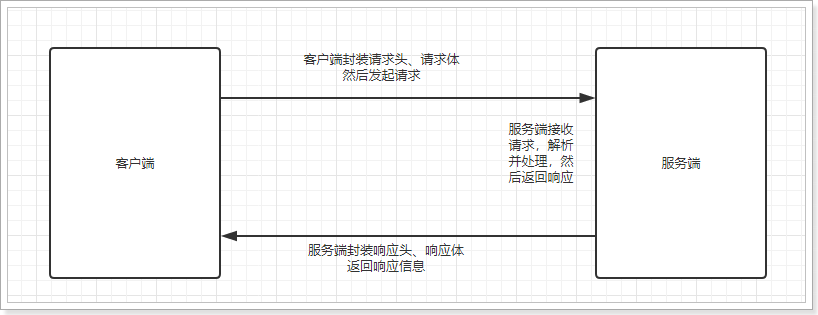 客户端封装请求头、请求体
然后发起请求
客户端
服务端接收
请求，解析
并处理，然
后返回响应
服务端
服务端封装响应头、响应体
返回响应信息